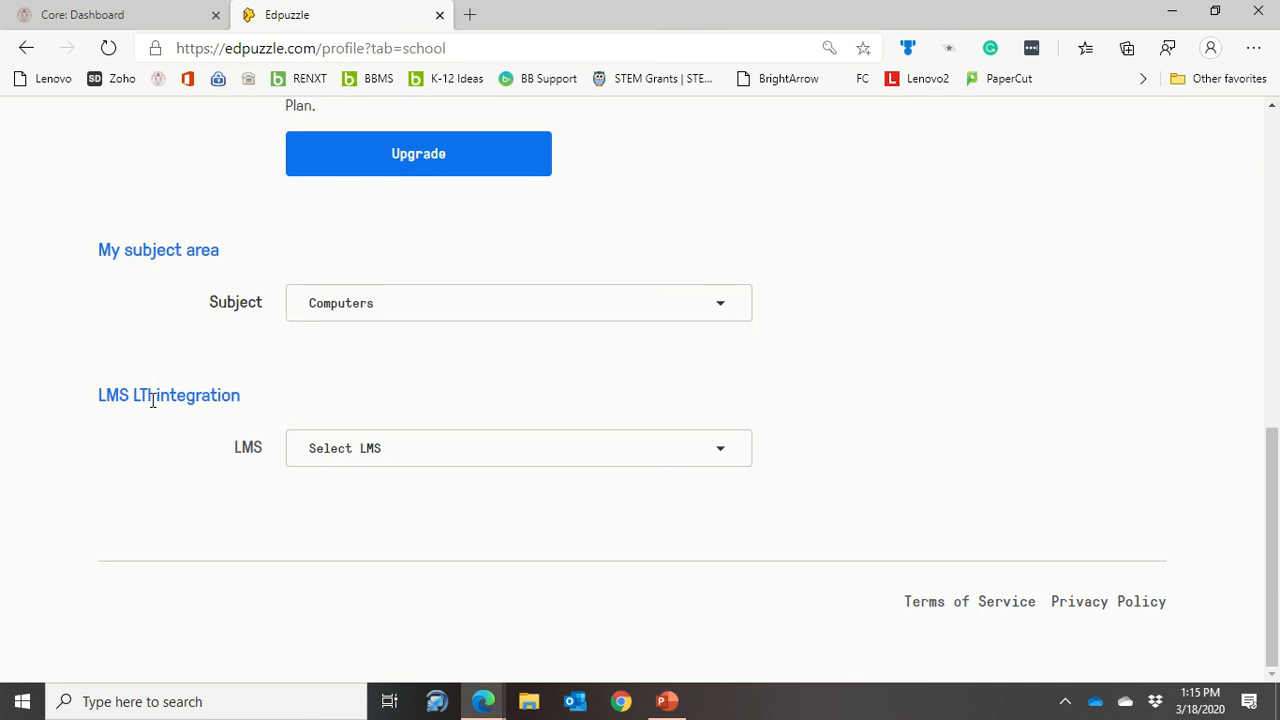 Core: Dashboard
Edpuzzle
https://edpuzzle.com/profile?tab=school
Lenovo
SD Zoho
RENXT
b BBMS
b K-12 Ideas
b BB Support
STEM Grants | STE...
BrightArrow
FC
L Lenovo2
PaperCut
Other favorites
Plan.
Upgrade
My subject area
Subject
Computers
LMS LTI integration
LMS
Select LMS
Terms of Service Privacy Policy
Type here to search
1:15 PM
3/18/2020